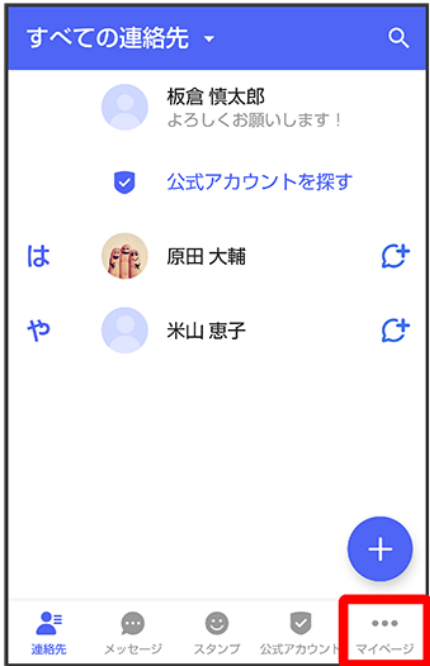 すべての連絡先
板倉 慎太郎
よろしくお願いします！
公式アカウントを探す
は
原田 大輔
や
米山 恵子
連絡先
メッセージ
スタンプ
公式アカウント
マイページ